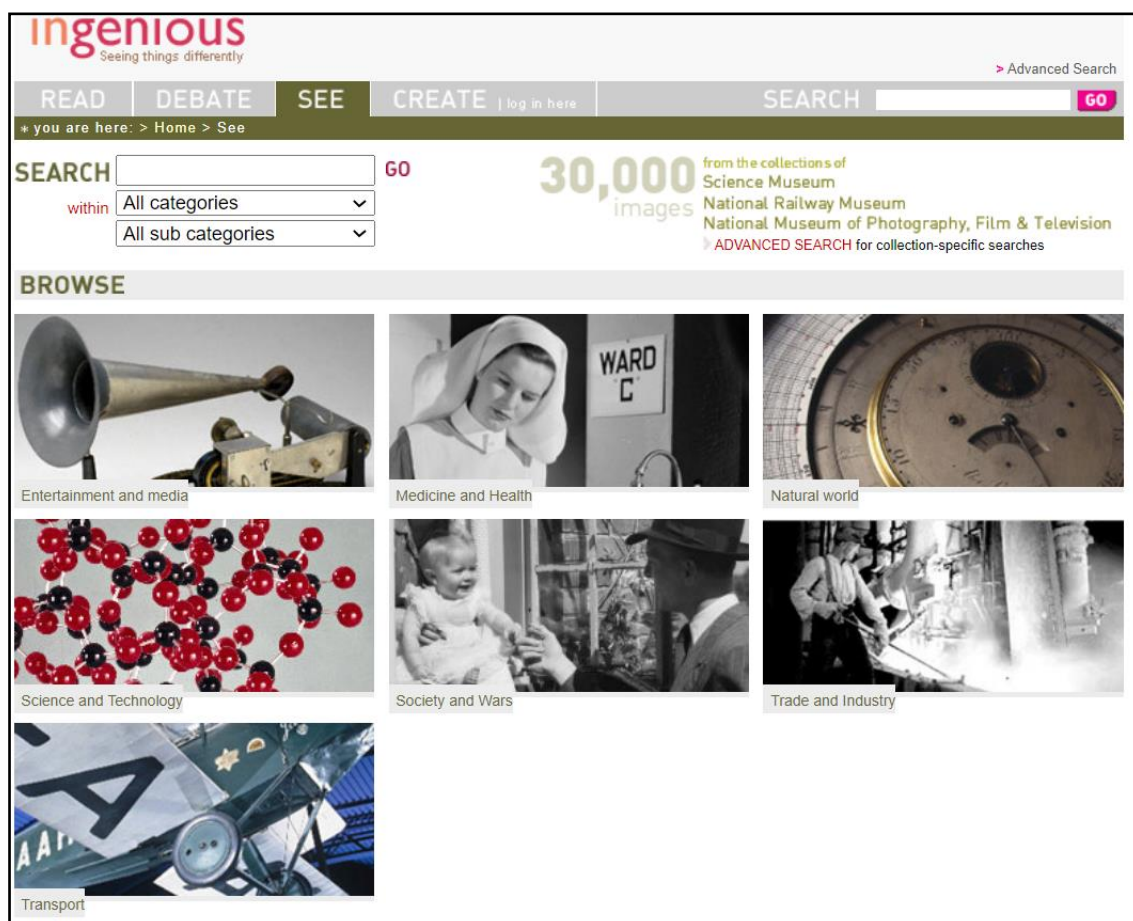 ingenious
Seeing things differently
> Advanced Search
READ DEBATE SEE CREATE | log in here SEARCH GO
* you are here: > Home > See
SEARCH GO
within All categories
All sub categories
30,000 images
from the collections of
Science Museum
National Railway Museum
National Museum of Photography, Film & Television
ADVANCED SEARCH for collection-specific searches
BROWSE
WARD
"C"
Entertainment and media Medicine and Health Natural world
Science and Technology Society and Wars Trade and Industry
A
AAH
Transport